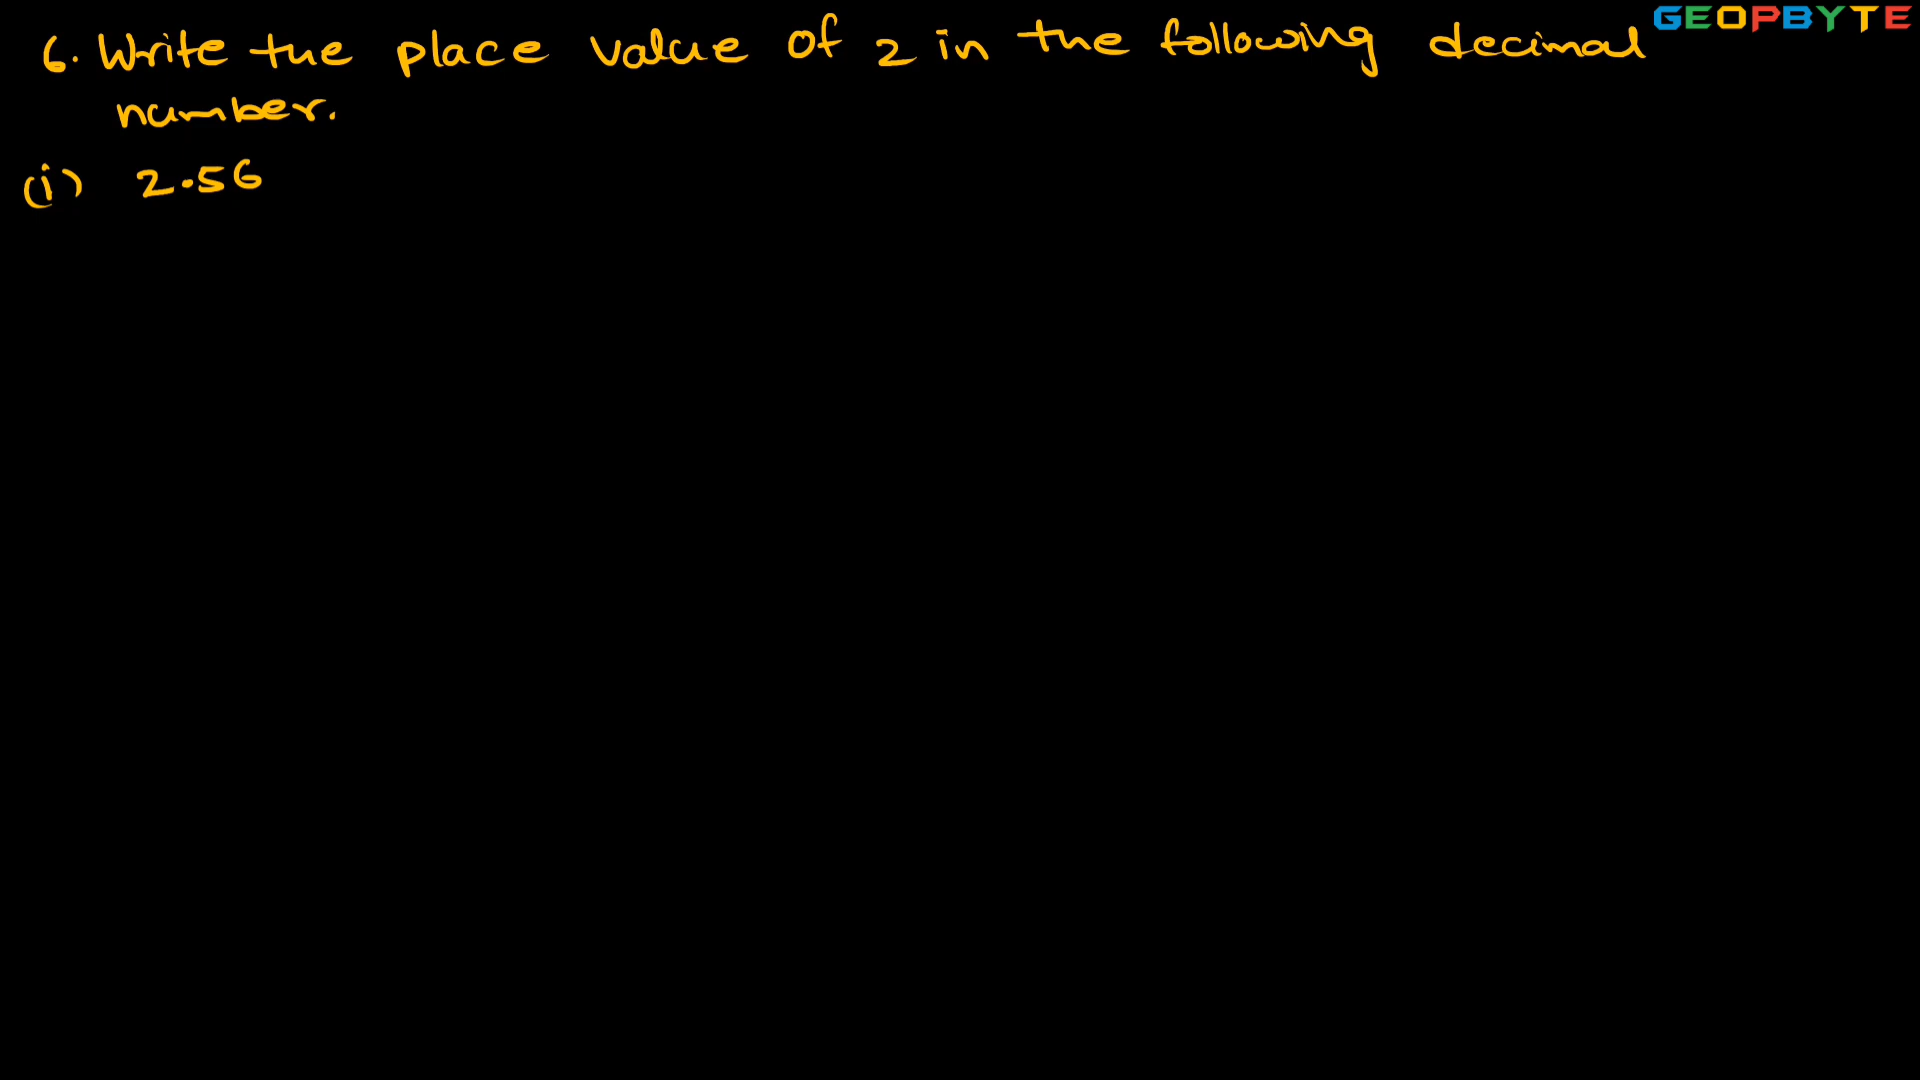 GEOPBYTE
6. Write the place value of 2 in the following decimal
number.
(i) 2.56